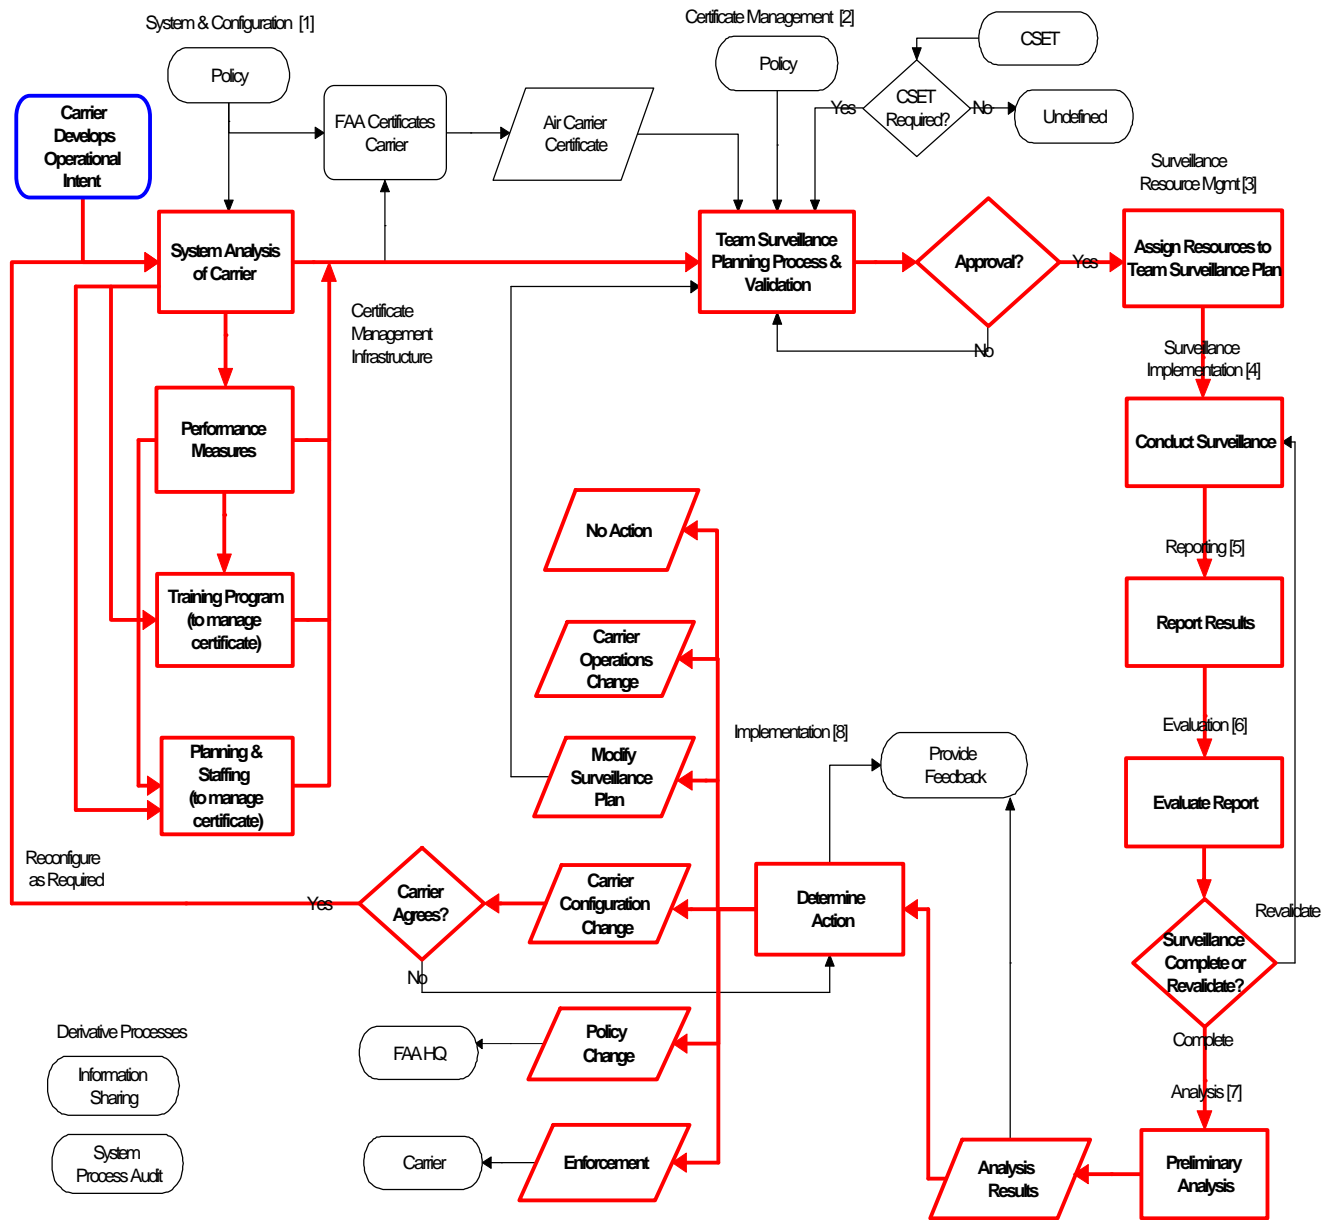 System & Configuration [1]
Certificate Management [2]
Policy
Policy
CSET
Carrier
Develops
Operational
Intent
FAA Certificates
Carrier
Air Carrier
Certificate
Yes
CSET
Required?
No
Undefined
Surveillance
Resource Mgmt [3]
System Analysis
of Carrier
Team Surveillance
Planning Process &
Validation
Approval?
Yes
Assign Resources to
Team Surveillance Plan
No
Certificate
Management
Infrastructure
Surveillance
Implementation [4]
Performance
Measures
Conduct Surveillance
No Action
Reporting [5]
Training Program
(to manage
certificate)
Report Results
Carrier
Operations
Change
Evaluation [6]
Implementation [8]
Planning &
Staffing
(to manage
certificate)
Modify
Surveillance
Plan
Provide
Feedback
Evaluate Report
Reconfigure
as Required
Yes
Carrier
Agrees?
No
Carrier
Configuration
Change
Determine
Action
Revalidate
Surveillance
Complete or
Revalidate?
Complete
Derivative Processes
Information
Sharing
System
Process Audit
FAA HQ
Policy
Change
Analysis [7]
Carrier
Enforcement
Analysis
Results
Preliminary
Analysis